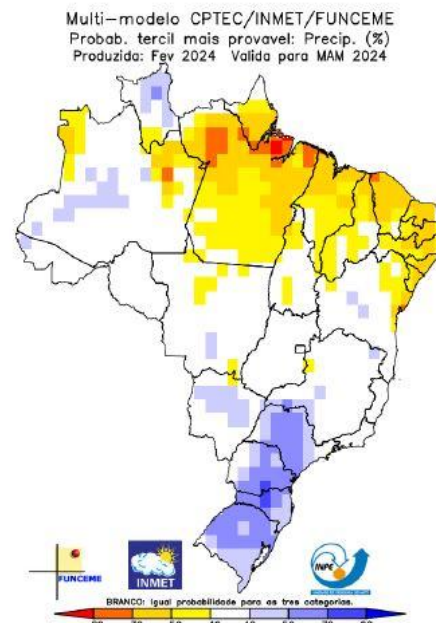 Multi-modelo CPTEC/INMET/FUNCEME
Probab. tercil mais provavel: Precip. (%)
Produzida: Fev 2024 Valida para MAM 2024
FUNCEME
INMET
INPE
BRANCO: igual probabilidade para as tres categorias.